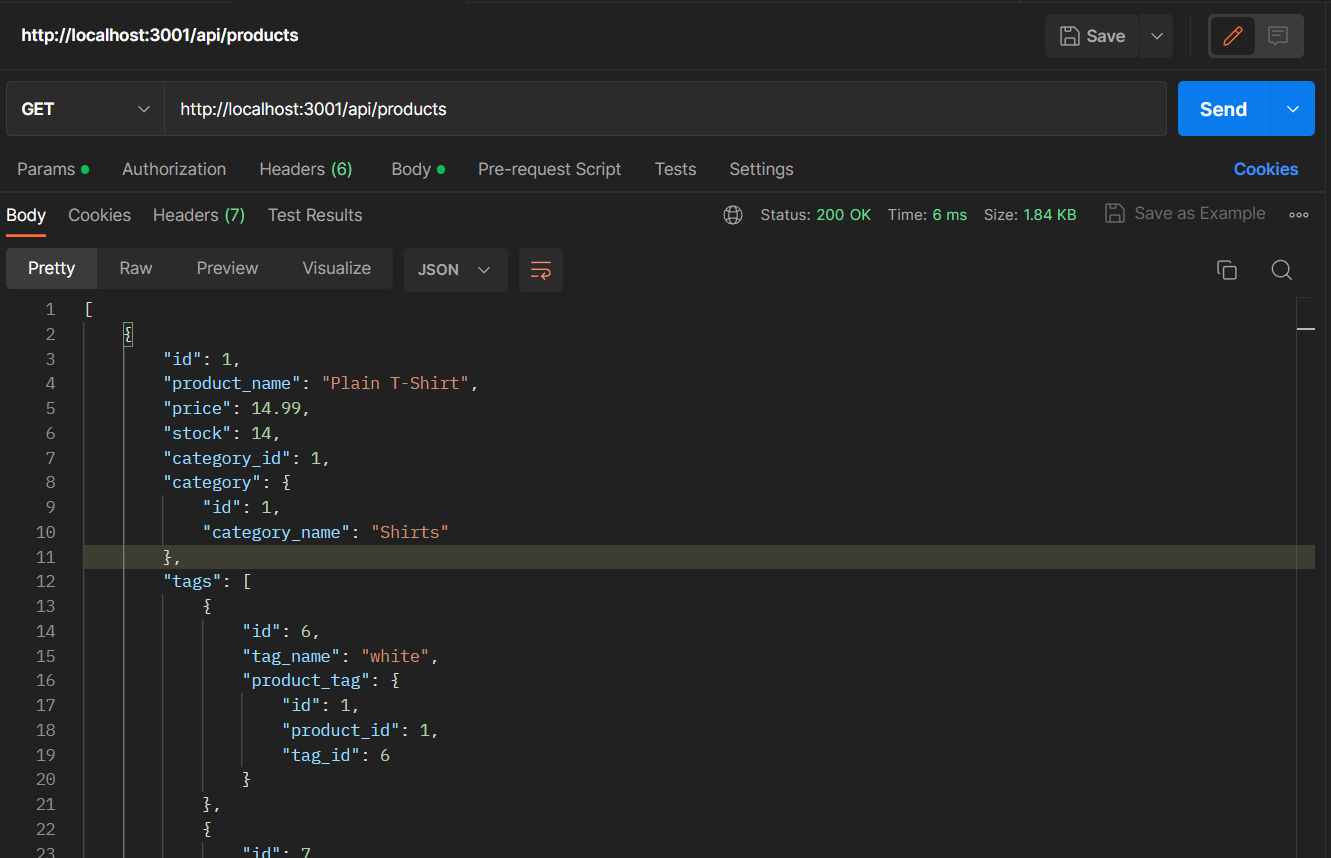 http://localhost:3001/api/products
Save
GET
http://localhost:3001/api/products
Send
Params Authorization Headers (6) Body Pre-request Script Tests Settings Cookies
Body Cookies Headers (7) Test Results Status: 200 OK Time: 6 ms Size: 1.84 KB Save as Example
Pretty Raw Preview Visualize JSON
1 [
2 {
3 "id": 1,
4 "product_name": "Plain T-Shirt",
5 "price": 14.99,
6 "stock": 14,
7 "category_id": 1,
8 "category": {
9 "id": 1,
10 "category_name": "Shirts"
11 },
12 "tags": [
13 {
14 "id": 6,
15 "tag_name": "white",
16 "product_tag": {
17 "id": 1,
18 "product_id": 1,
19 "tag_id": 6
20 }
21 },
22 {
23 "id": 7